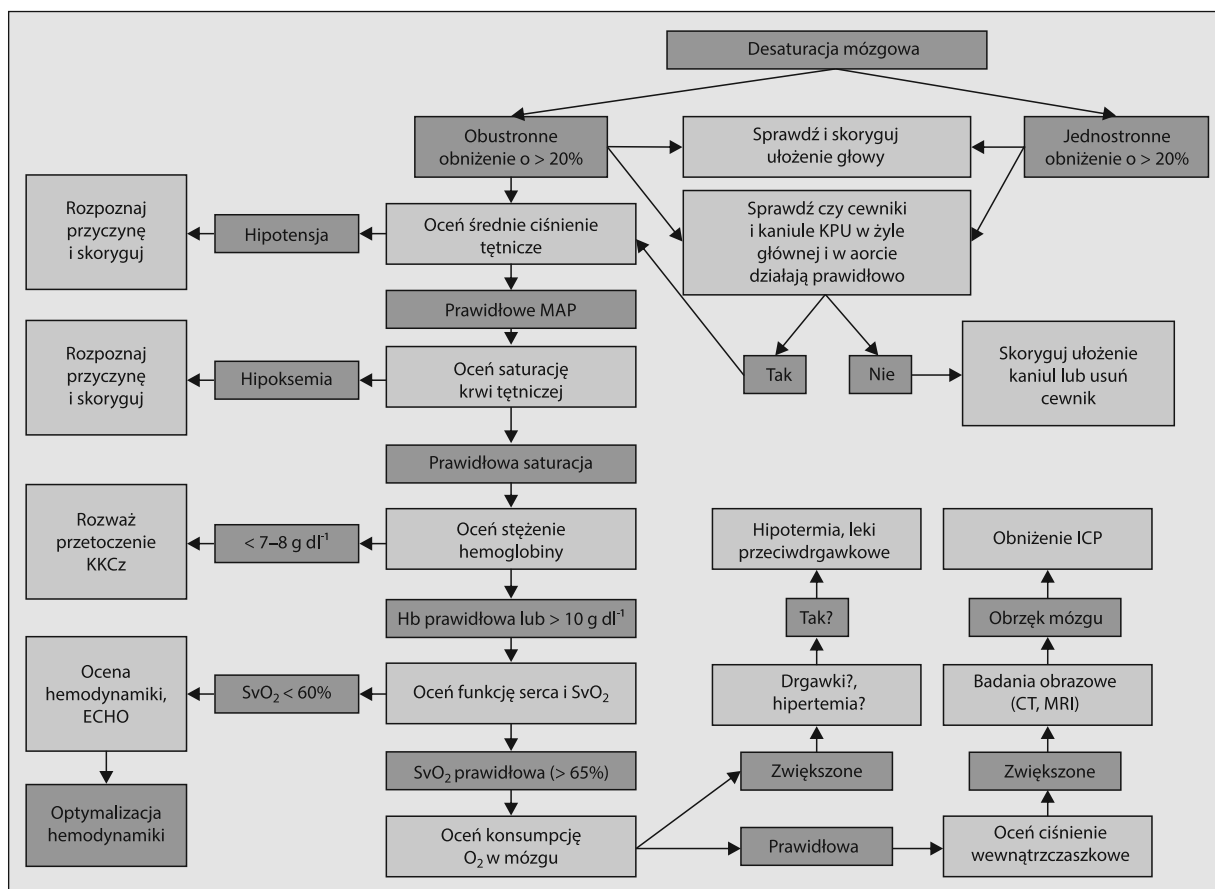 Desaturacja mózgowa
Obustronne
obniżenie o > 20%
Sprawdź i skoryguj
ułożenie głowy
Jednostronne
obniżenie o > 20%
Rozpoznaj
przyczynę
i skoryguj
Hipotensja
Oceń średnie ciśnienie
tętnicze
Sprawdź czy cewniki
i kaniule KPU w żyle
głównej i w aorcie
działają prawidłowo
Prawidłowe MAP
Rozpoznaj
przyczynę
i skoryguj
Hipoksemia
Oceń saturację
krwi tętniczej
Tak
Nie
Skoryguj ułożenie
kaniul lub usuń
cewnik
Prawidłowa saturacja
Rozważ
przetoczenie
KKCz
< 7–8 g dl⁻¹
Oceń stężenie
hemoglobiny
Hipotermia, leki
przeciwdrgawkowe
Obniżenie ICP
Hb prawidłowa lub > 10 g dl⁻¹
Tak?
Obrzęk mózgu
Ocena
hemodynamiki,
ECHO
SvO₂ < 60%
Oceń funkcję serca i SvO₂
Drgawki?,
hipertemia?
Badania obrazowe
(CT, MRI)
SvO₂ prawidłowa (> 65%)
Zwiększone
Zwiększone
Optymalizacja
hemodynamiki
Oceń konsumpcję
O₂ w mózgu
Prawidłowa
Oceń ciśnienie
wewnątrzczaszkowe